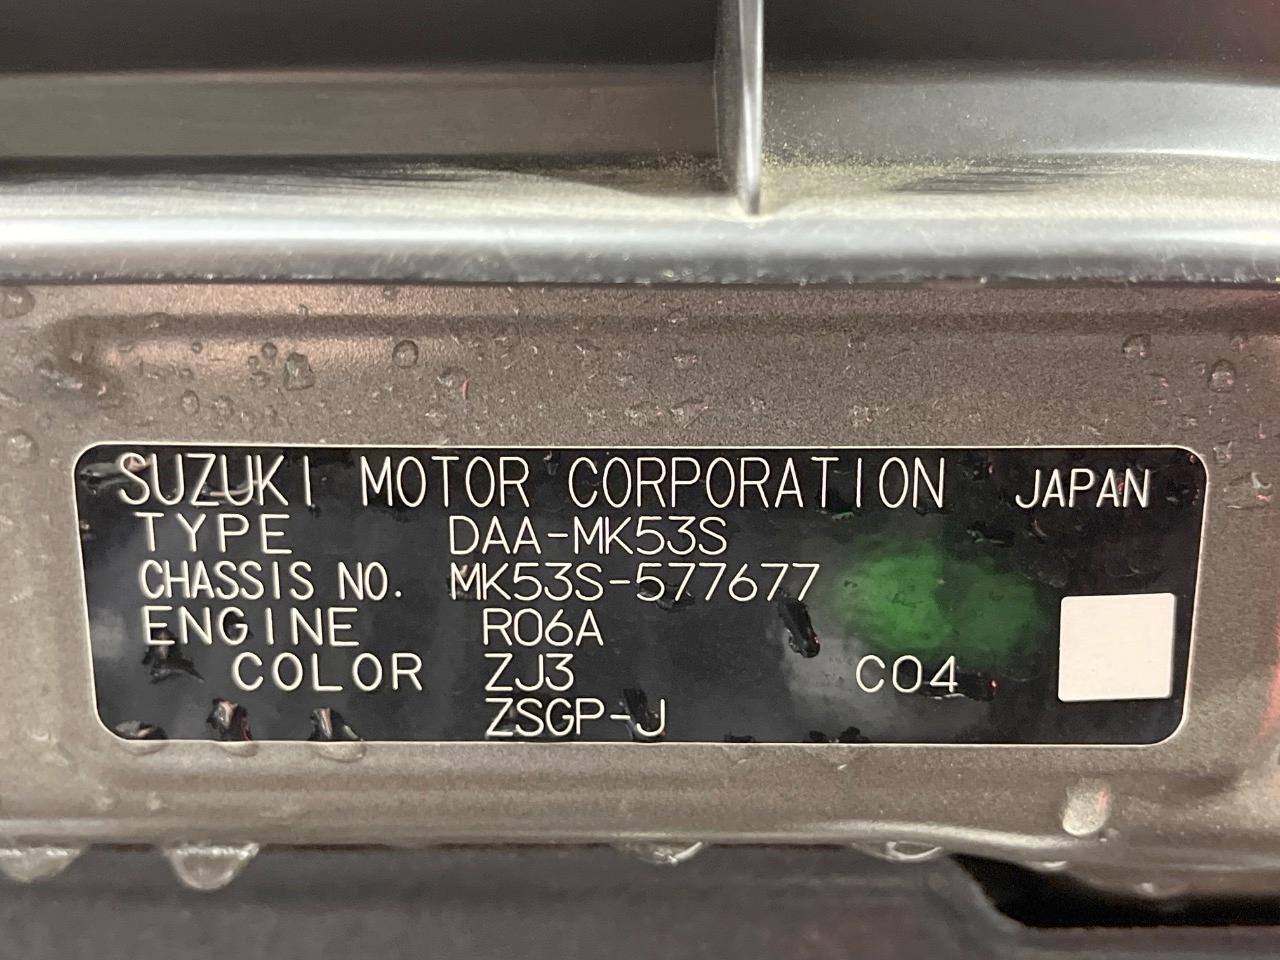 SUZUKI MOTOR CORPORATION JAPAN
TYPE DAA-MK53S
CHASSIS NO. MK53S-577677
ENGINE R06A
COLOR ZJ3 C04
ZSGP-J